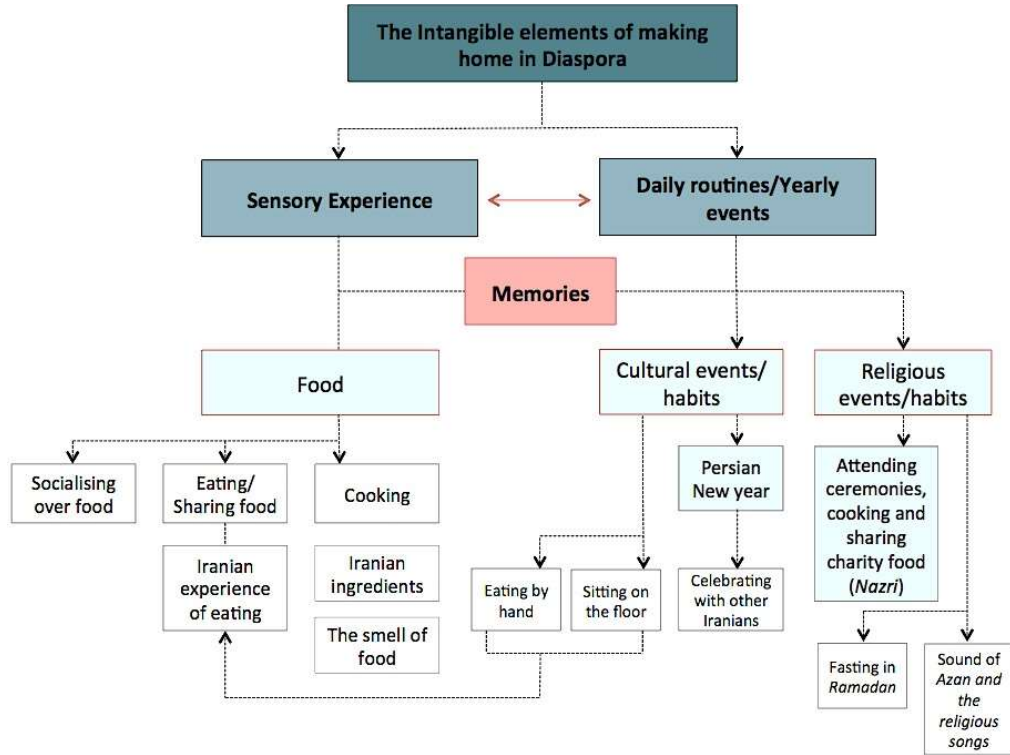 The Intangible elements of making
home in Diaspora
Sensory Experience
Daily routines/Yearly
events
Memories
Food
Cultural events/
habits
Religious
events/habits
Socialising
over food
Eating/
Sharing food
Cooking
Persian
New year
Attending
ceremonies,
cooking and
sharing
charity food
(Nazri)
Iranian
experience
of eating
Iranian
ingredients
The smell of
food
Eating by
hand
Sitting on
the floor
Celebrating
with other
Iranians
Fasting in
Ramadan
Sound of
Azan and
the
religious
songs